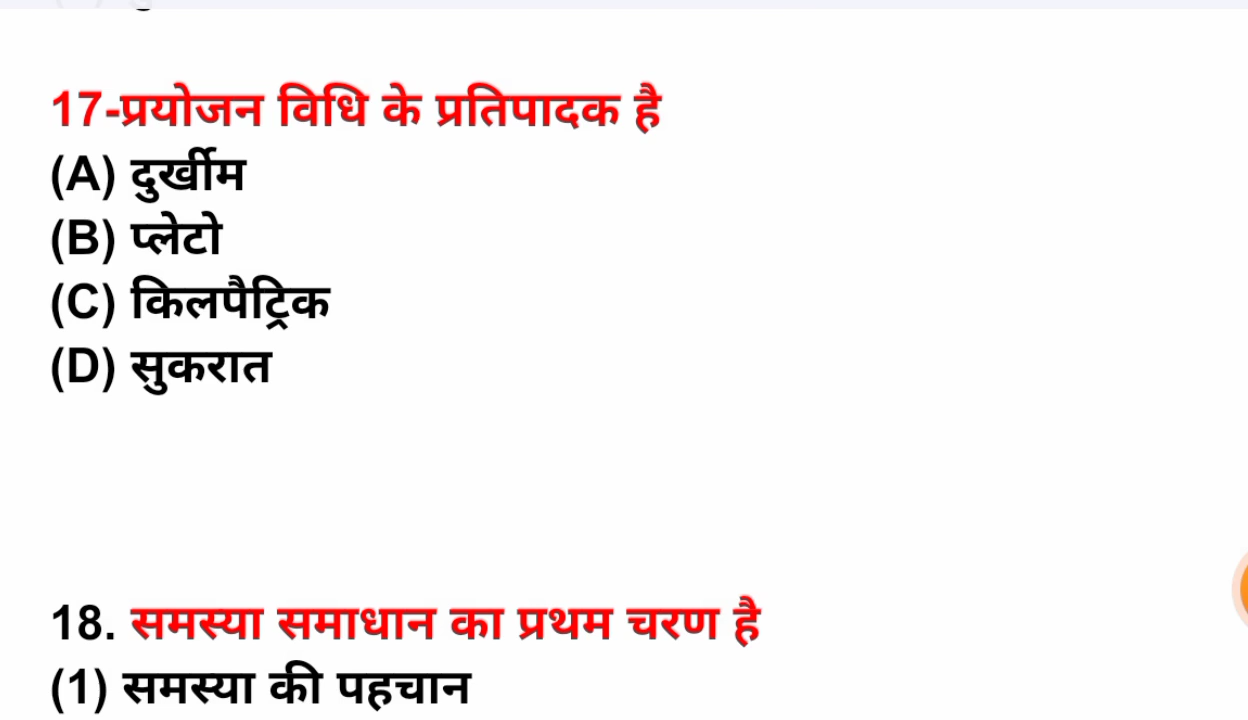 17-प्रयोजन विधि के प्रतिपादक है
(A) दुर्खीम
(B) प्लेटो
(C) किलपैट्रिक
(D) सुकरात
18. समस्या समाधान का प्रथम चरण है
(1) समस्या की पहचान